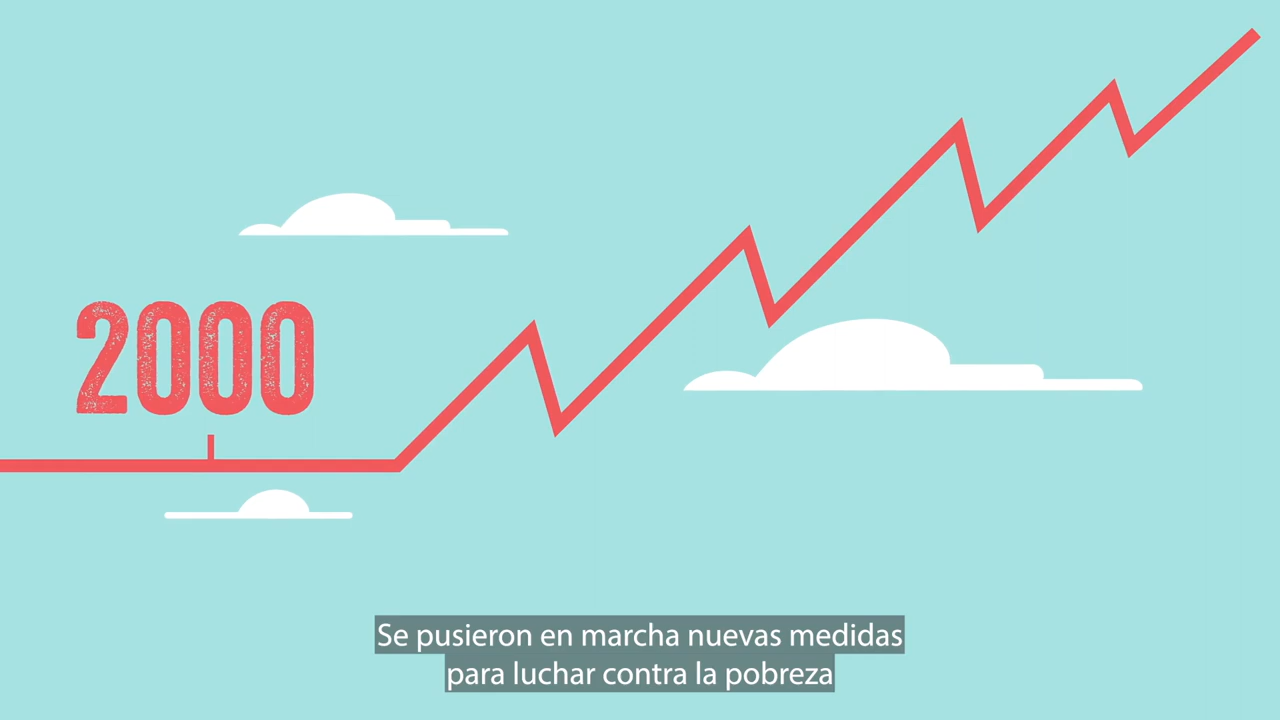 2000
Se pusieron en marcha nuevas medidas
para luchar contra la pobreza